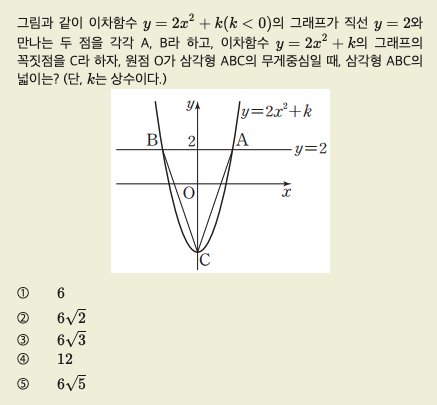 그림과 같이 이차함수 y = 2x² + k(k < 0)의 그래프가 직선 y = 2와
만나는 두 점을 각각 A, B라 하고, 이차함수 y = 2x² + k의 그래프의
꼭짓점을 C라 하자, 원점 O가 삼각형 ABC의 무게중심일 때, 삼각형 ABC의
넓이는? (단, k는 상수이다.)
y y=2x²+k
B 2 A
y=2
O x
C
① 6
② 6√2
③ 6√3
④ 12
⑤ 6√5